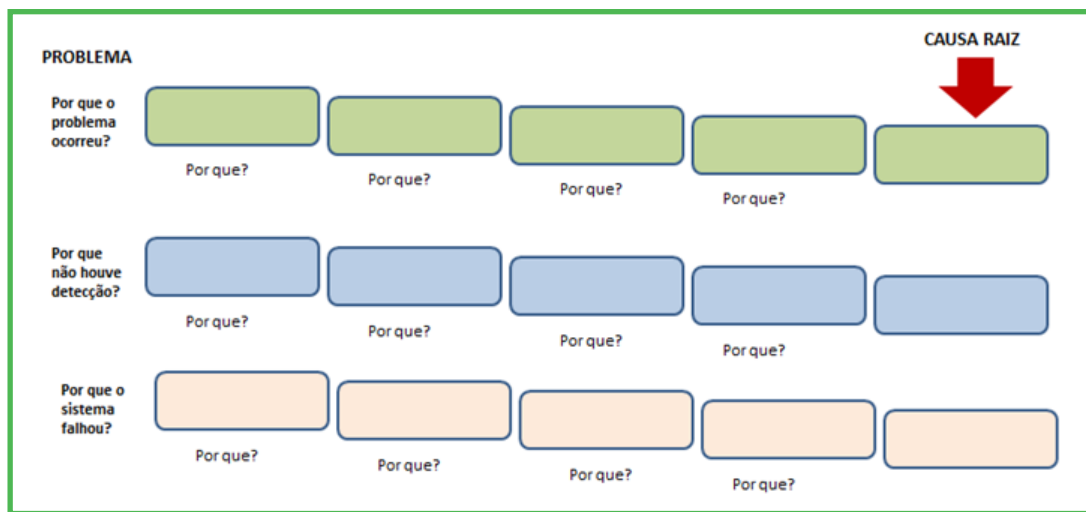 CAUSA RAIZ
PROBLEMA
Por que o
problema
ocorreu?
Por que?
Por que?
Por que?
Por que?
Por que
não houve
detecção?
Por que?
Por que?
Por que?
Por que?
Por que o
sistema
falhou?
Por que?
Por que?
Por que?
Por que?